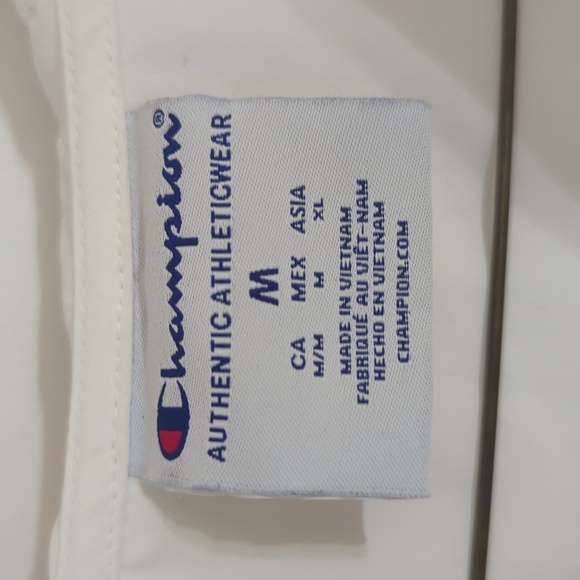 Champion®
AUTHENTIC ATHLETICWEAR
M
CA MEX ASIA
M/M M XL
MADE IN VIETNAM
FABRIQUÉ AU VIÊT-NAM
HECHO EN VIETNAM
CHAMPION.COM